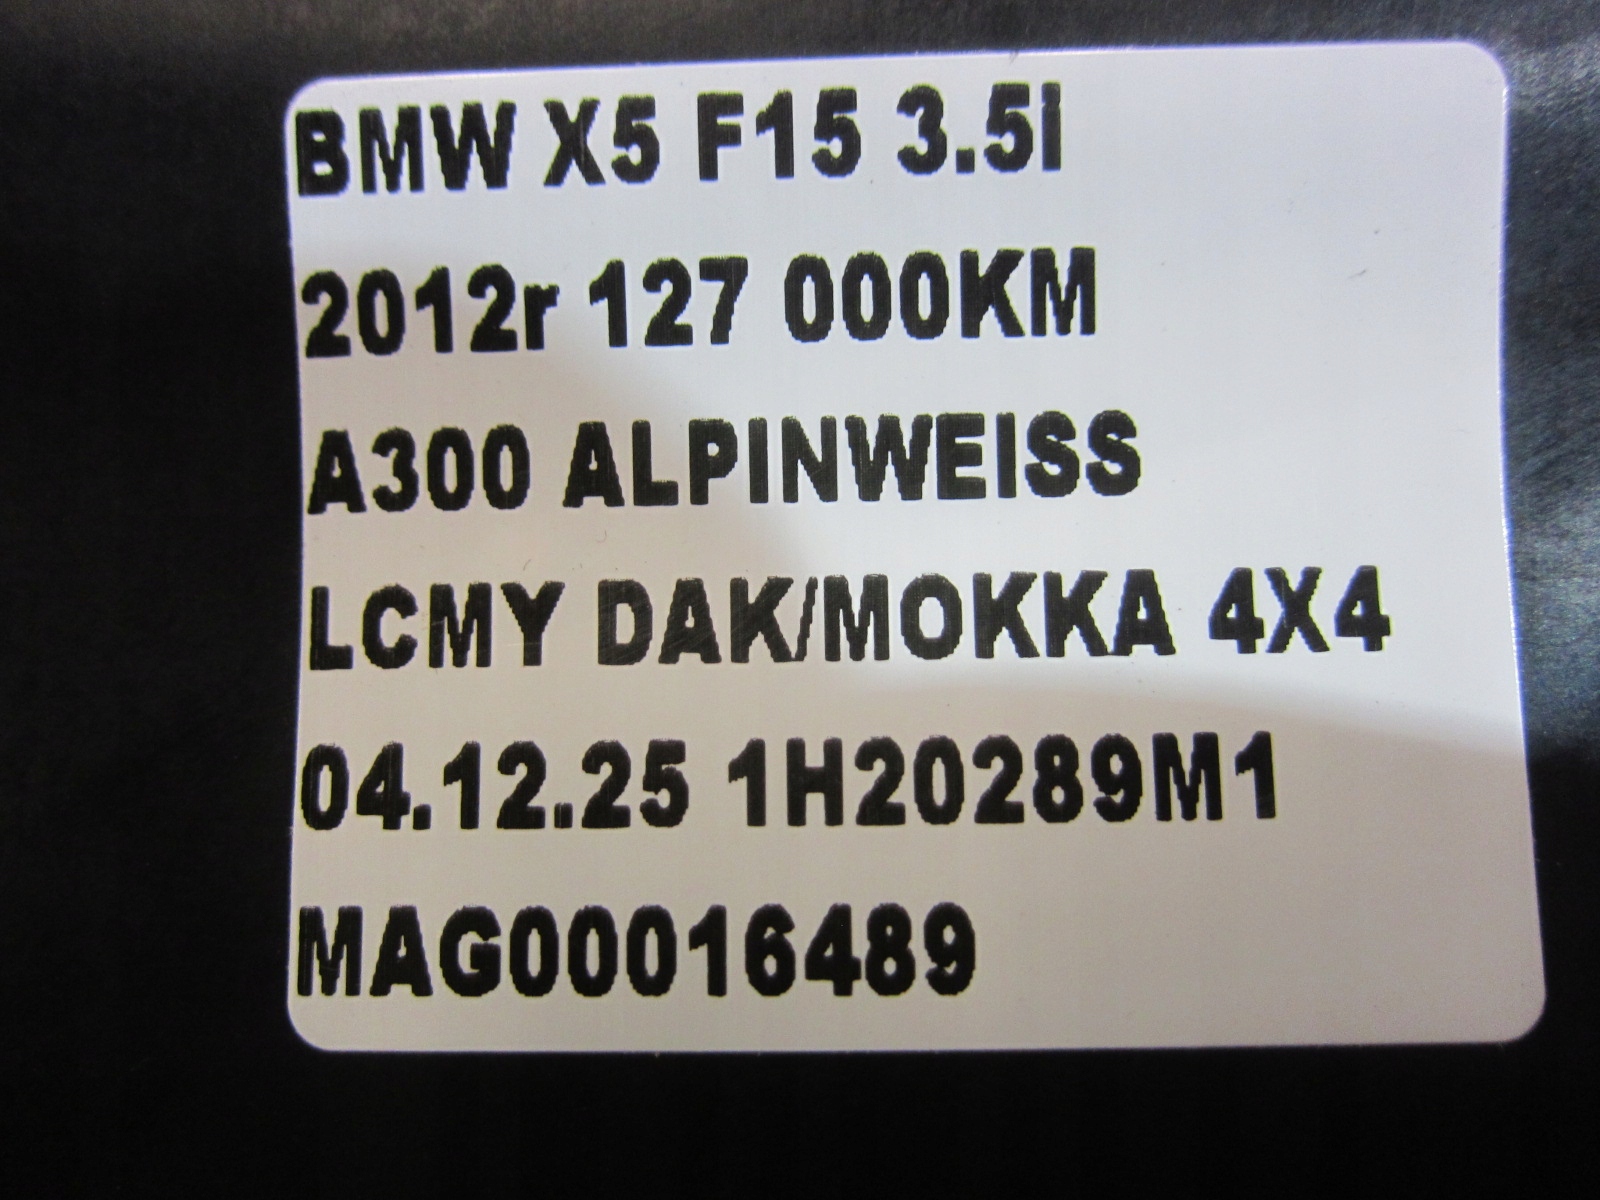 BMW X5 F15 3.5i
2012r 127 000KM
A300 ALPINWEISS
LCMY DAK/MOKKA 4X4
04.12.25 1H20289M1
MAG00016489